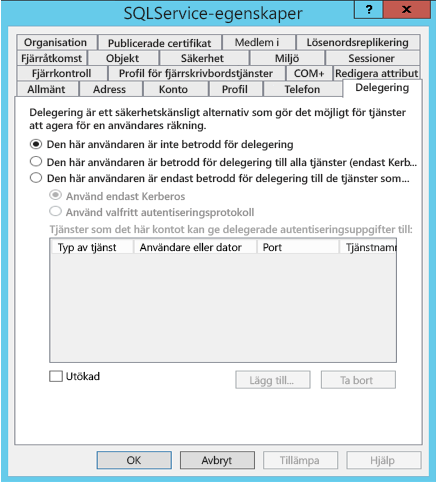 SQLService-egenskaper
?
x
Organisation Publicerade certifikat Medlem i Lösenordsreplikering
Fjärråtkomst Objekt Säkerhet Miljö Sessioner
Fjärrkontroll Profil för fjärrskrivbordstjänster COM+ Redigera attribut
Allmänt Adress Konto Profil Telefon Delegering
Delegering är ett säkerhetskänsligt alternativ som gör det möjligt för tjänster
att agera för en användares räkning.
Den här användaren är inte betrodd för delegering
Den här användaren är betrodd för delegering till alla tjänster (endast Kerb...
Den här användaren är endast betrodd för delegering till de tjänster som...
Använd endast Kerberos
Använd valfritt autentiseringsprotokoll
Tjänster som det här kontot kan ge delegerade autentiseringsuppgifter till:
Typ av tjänst Användare eller dator Port Tjänstnamr
Utökad
Lägg till... Ta bort
OK Avbryt Tillämpa Hjälp